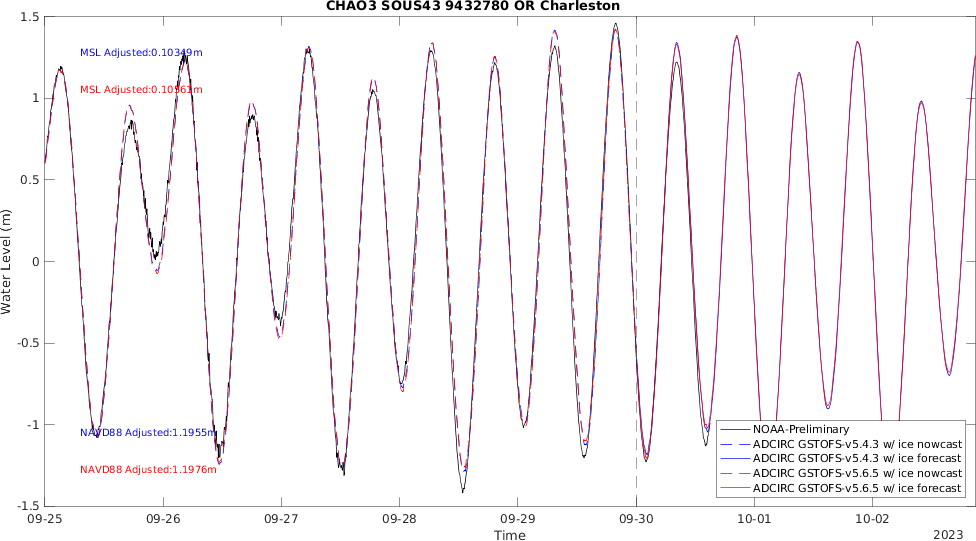 CHAO3 SOUS43 9432780 OR Charleston
1.5
MSL Adjusted:0.10349m
MSL Adjusted:0.10561m
1
0.5
0
Water Level (m)
-0.5
-1
NAVD88 Adjusted:1.1955m
NAVD88 Adjusted:1.1976m
-1.5
NOAA-Preliminary
ADCIRC GSTOFS-v5.4.3 w/ ice nowcast
ADCIRC GSTOFS-v5.4.3 w/ ice forecast
ADCIRC GSTOFS-v5.6.5 w/ ice nowcast
ADCIRC GSTOFS-v5.6.5 w/ ice forecast
09-25 09-26 09-27 09-28 09-29 09-30 10-01 10-02
Time
2023